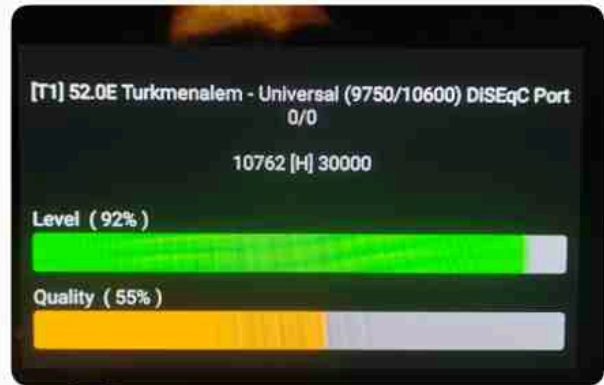 [T1] 52.0E Turkmenalem - Universal (9750/10600) DiSEqC Port
0/0
10762 [H] 30000
Level ( 92% )
Quality ( 55% )